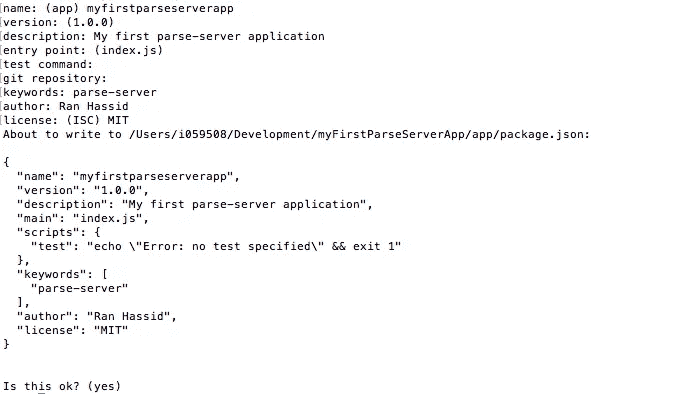 name: (app) myfirstparseserverapp
version: (1.0.0)
description: My first parse-server application
entry point: (index.js)
test command:
git repository:
keywords: parse-server
author: Ran Hassid
license: (ISC) MIT
About to write to /Users/i059508/Development/myFirstParseServerApp/app/package.json:

{
  "name": "myfirstparseserverapp",
  "version": "1.0.0",
  "description": "My first parse-server application",
  "main": "index.js",
  "scripts": {
    "test": "echo \"Error: no test specified\" && exit 1"
  },
  "keywords": [
    "parse-server"
  ],
  "author": "Ran Hassid",
  "license": "MIT"
}

Is this ok? (yes)